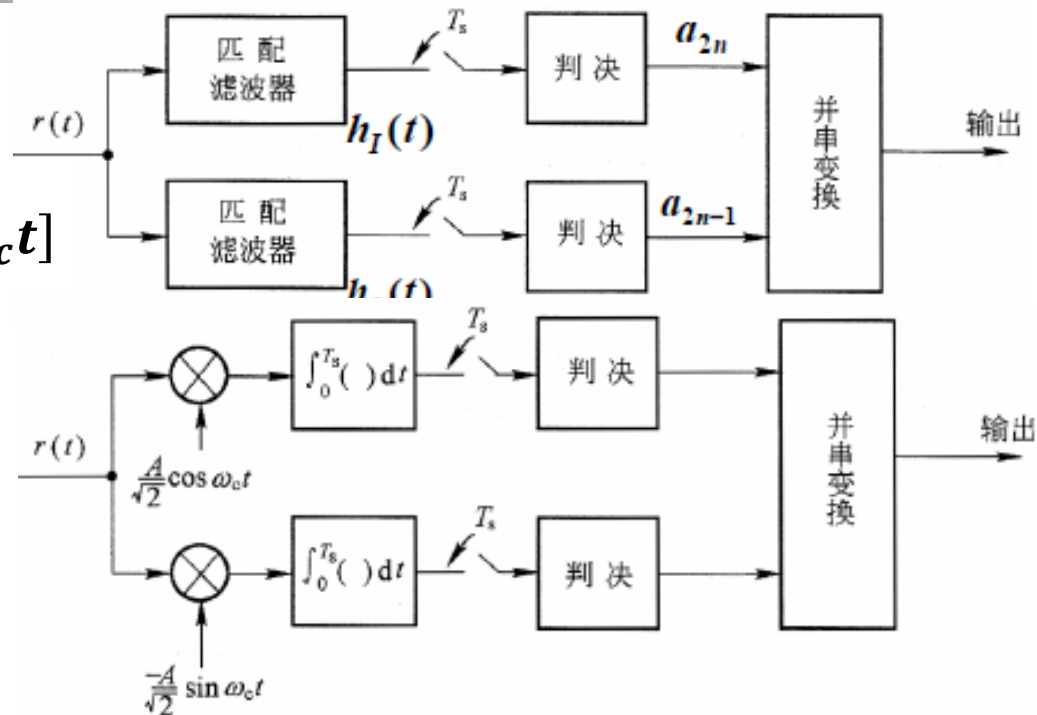 匹 配
滤波器
T_s
判 决
a_{2n}
并串变换
输出
r(t)
h_I(t)
匹 配
滤波器
T_s
判 决
a_{2n-1}
_c t]
T_s
∫_0^{T_s}( )dt
判 决
并串变换
输出
r(t)
A/√2 cos ω_c t
T_s
∫_0^{T_s}( )dt
判 决
-A/√2 sin ω_c t